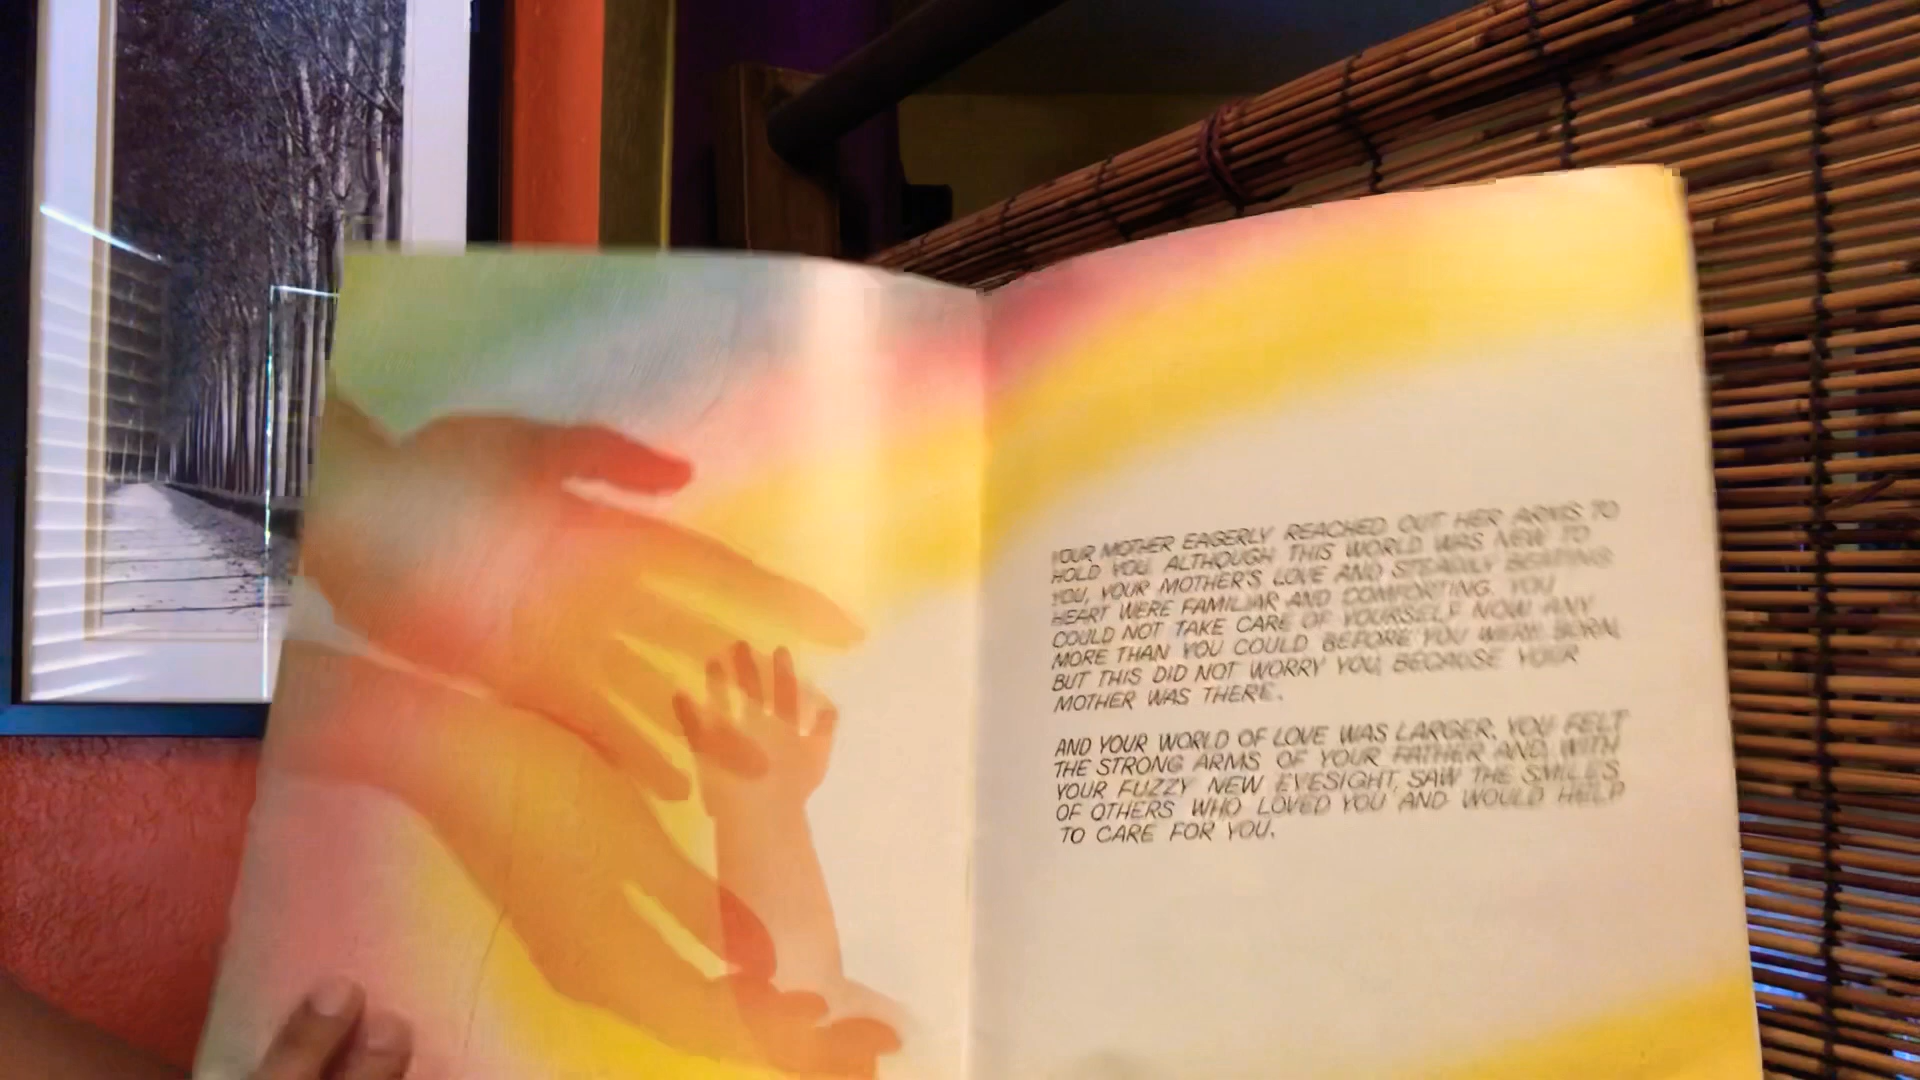 YOUR MOTHER EAGERLY REACHED OUT HER ARMS TO
HOLD YOU. ALTHOUGH THIS WORLD WAS NEW TO
YOU, YOUR MOTHER'S LOVE AND STEADILY BEATING
HEART WERE FAMILIAR AND COMFORTING. YOU
COULD NOT TAKE CARE OF YOURSELF NOW ANY
MORE THAN YOU COULD BEFORE YOU WERE BORN,
BUT THIS DID NOT WORRY YOU, BECAUSE YOUR
MOTHER WAS THERE.
AND YOUR WORLD OF LOVE WAS LARGER. YOU FELT
THE STRONG ARMS OF YOUR FATHER AND, WITH
YOUR FUZZY NEW EYESIGHT, SAW THE SMILES
OF OTHERS WHO LOVED YOU AND WOULD HELP
TO CARE FOR YOU.